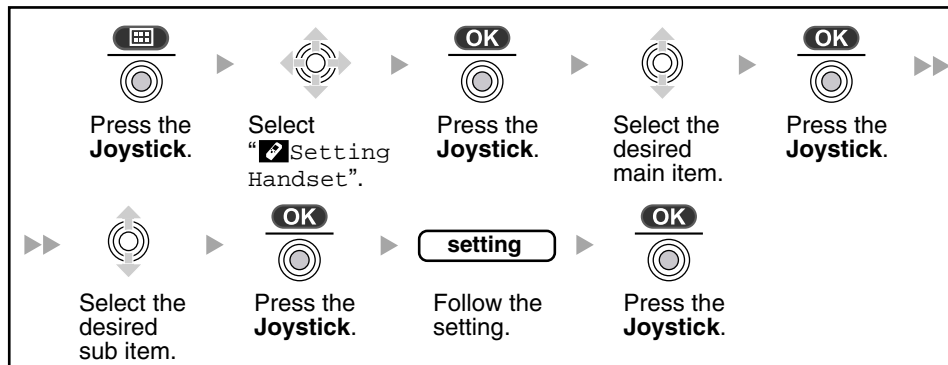 OK
OK
Press the
Joystick.
Select
“Setting
Handset”.
Press the
Joystick.
Select the
desired
main item.
Press the
Joystick.
OK
setting
OK
Select the
desired
sub item.
Press the
Joystick.
Follow the
setting.
Press the
Joystick.